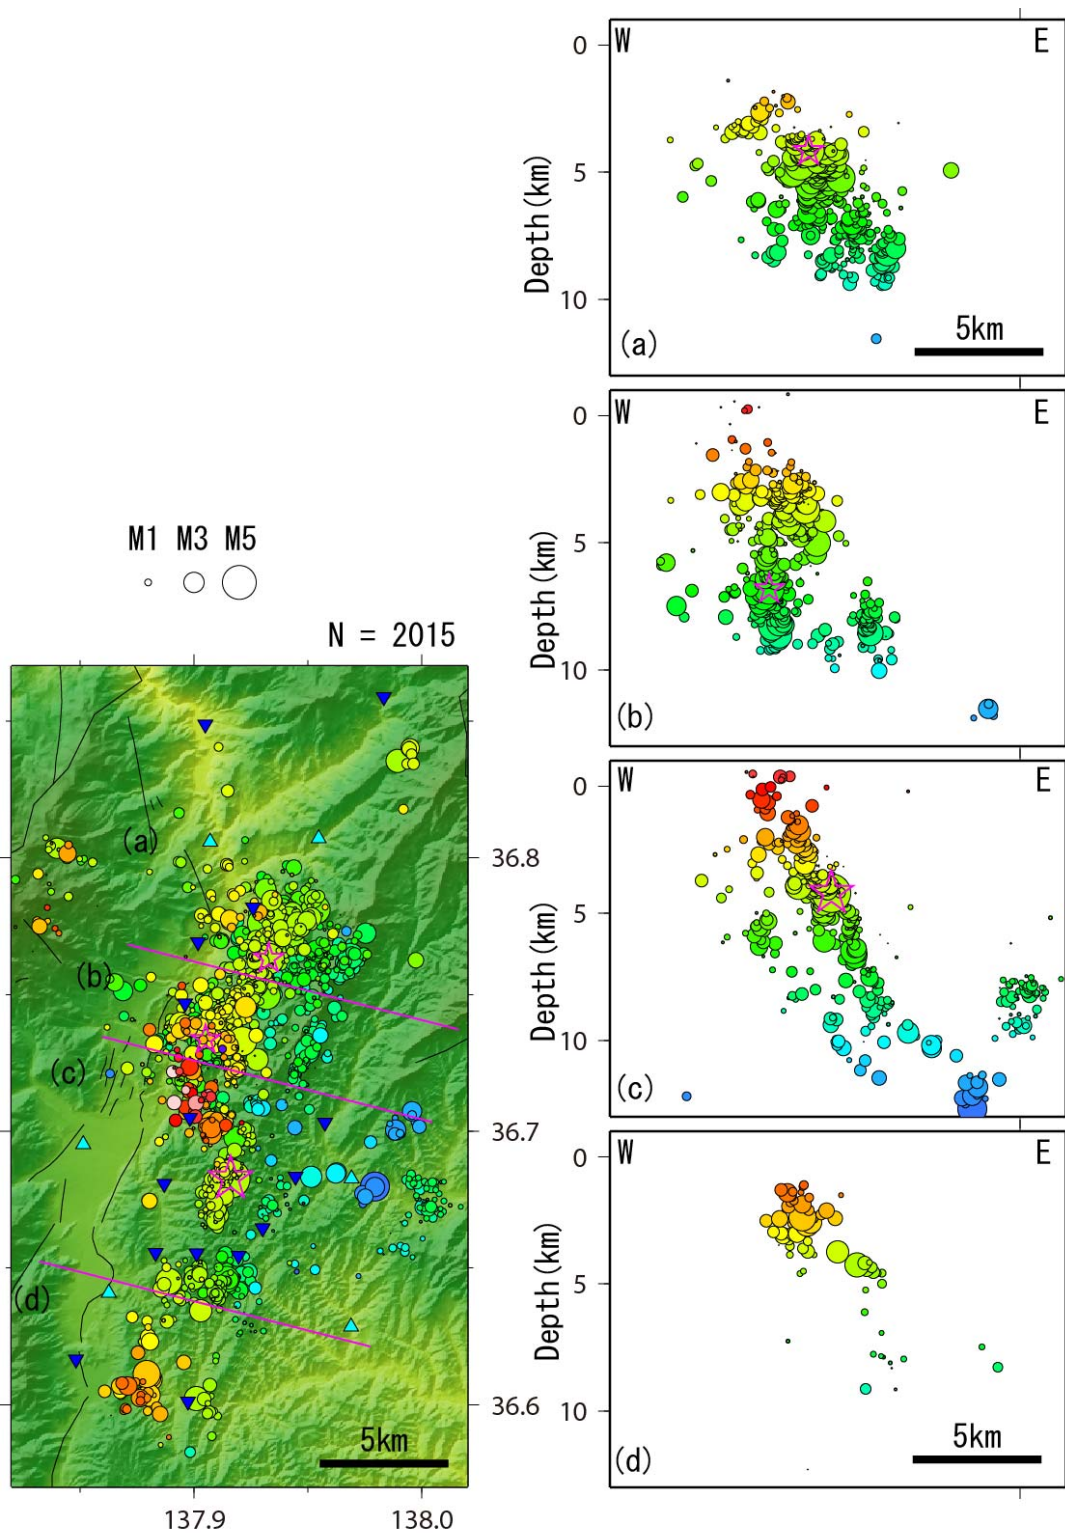 W E
0
5
10
Depth(km)
(a)
5km
W E
0
5
10
Depth(km)
(b)
W E
0
5
10
Depth(km)
(c)
W E
0
5
10
Depth(km)
(d)
5km
M1 M3 M5
N = 2015
(a)
(b)
(c)
(d)
36.8
36.7
36.6
5km
137.9 138.0